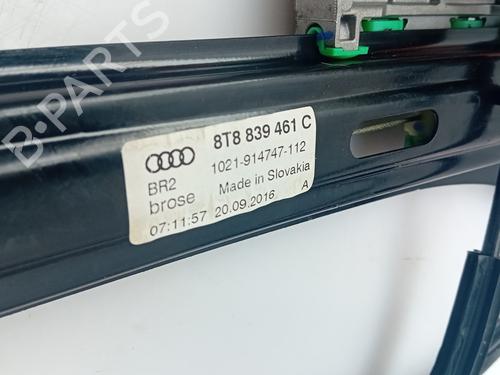 B-PARTS
8T8 839 461 C
BR2 1021-914747-112
brose Made in Slovakia
07:11:57 20.09.2016 A